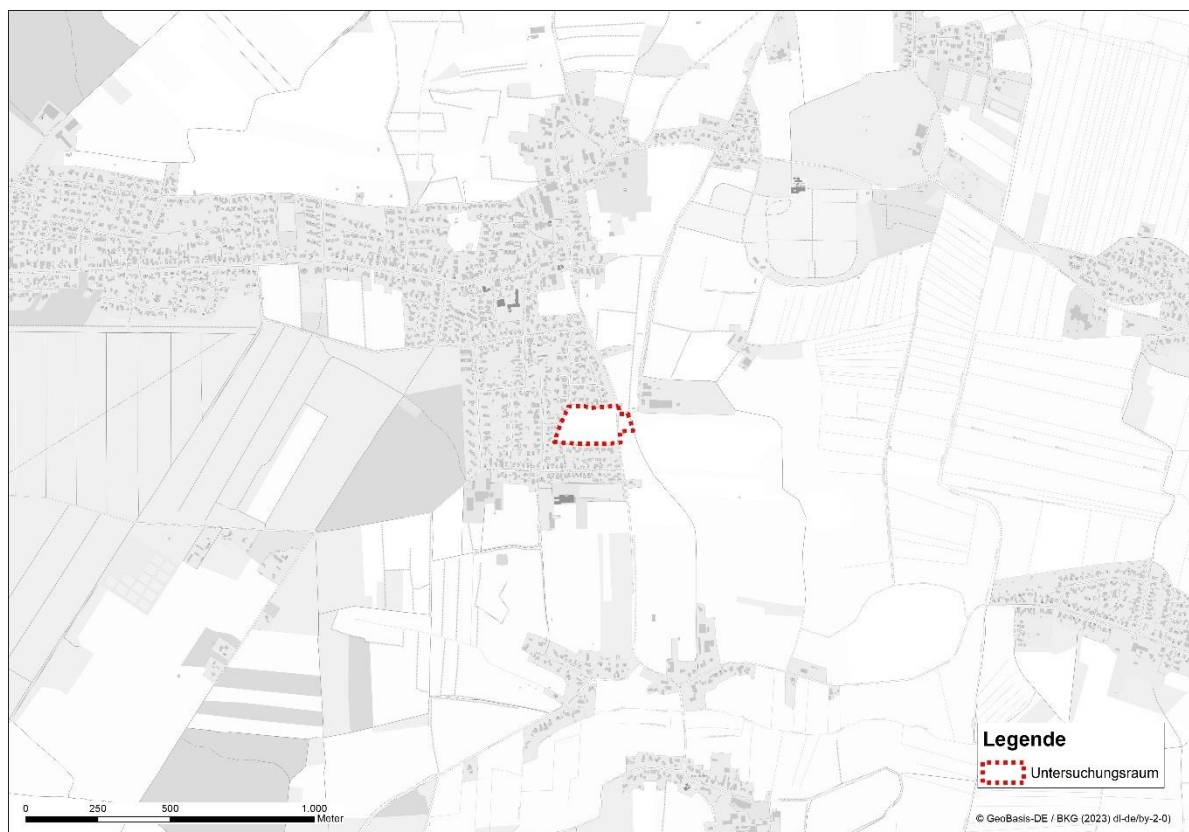 Legende
Untersuchungsraum
0 250 500 1.000
Meter
© GeoBasis-DE / BKG (2023) dl-de/by-2-0)